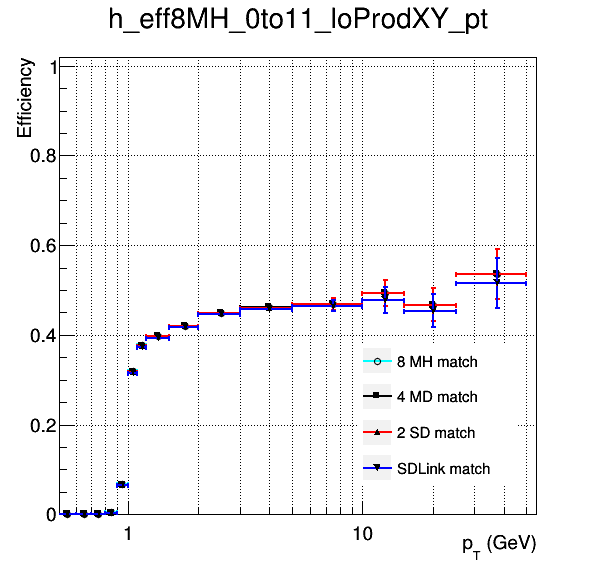 h_eff8MH_0to11_loProdXY_pt
Efficiency
1
0.8
0.6
0.4
0.2
0
8 MH match
4 MD match
2 SD match
SDLink match
1
10
p_T (GeV)